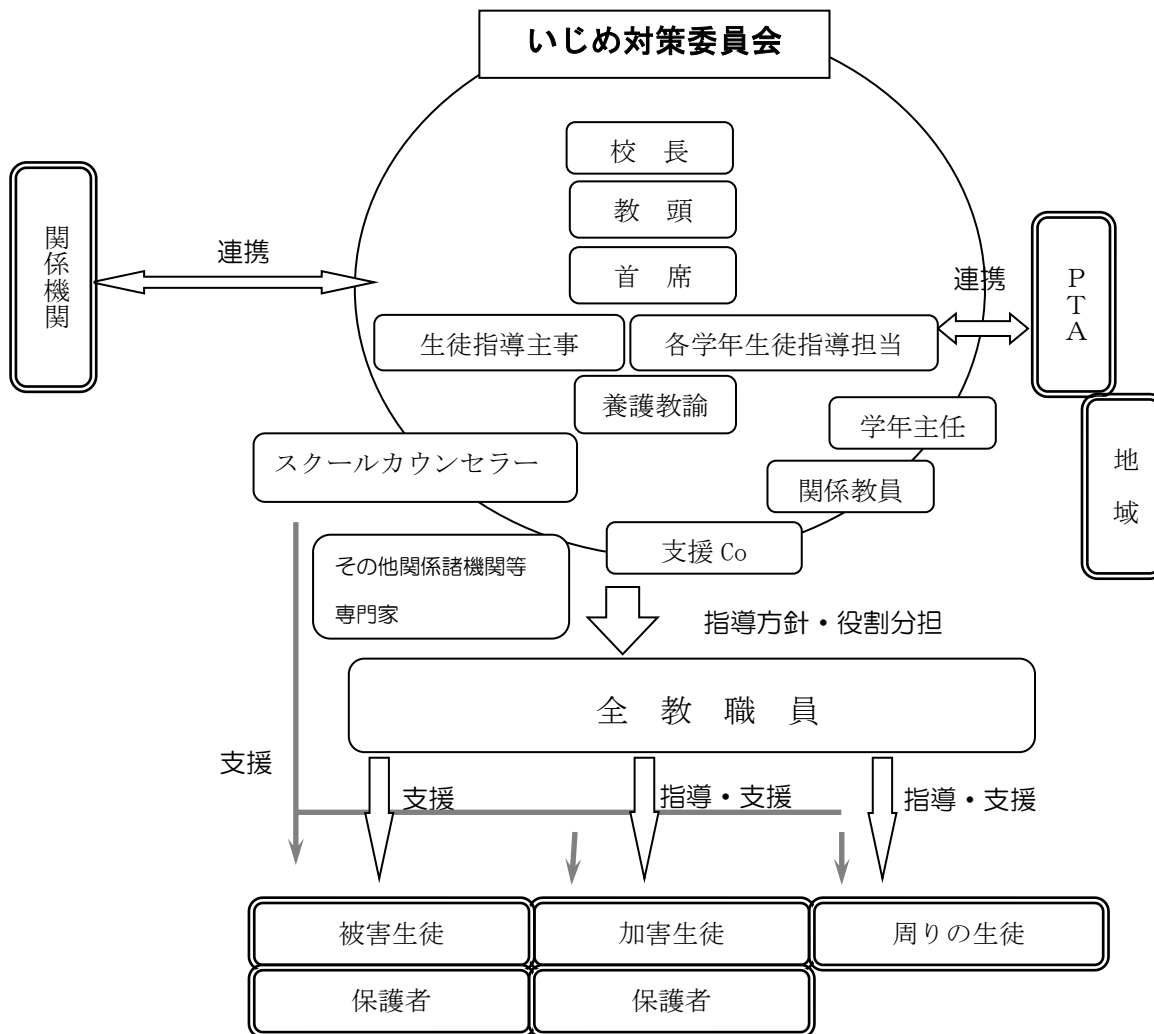 いじめ対策委員会
校　長
教　頭
首　席
関係機関
連携
連携
PTA
生徒指導主事
各学年生徒指導担当
養護教諭
学年主任
地域
スクールカウンセラー
関係教員
支援 Co
その他関係諸機関等
専門家
指導方針・役割分担
全　教　職　員
支援
支援
指導・支援
指導・支援
被害生徒
加害生徒
周りの生徒
保護者
保護者